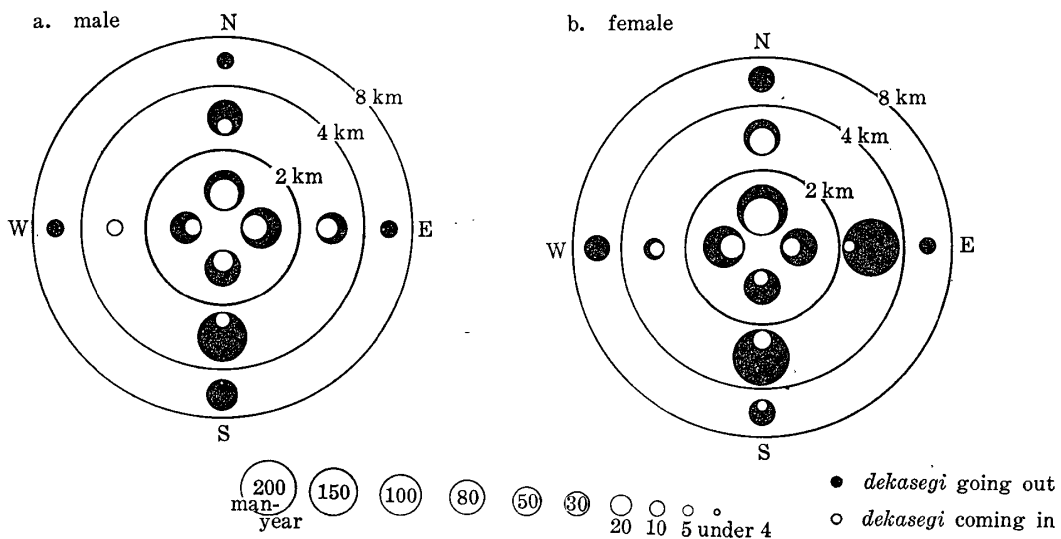 a. male
N
8 km
4 km
2 km
W
E
S
b. female
N
8 km
4 km
2 km
W
E
S
200 150 100 80 50 30 20 10 5 under 4
man-
year
dekasegi going out
dekasegi coming in